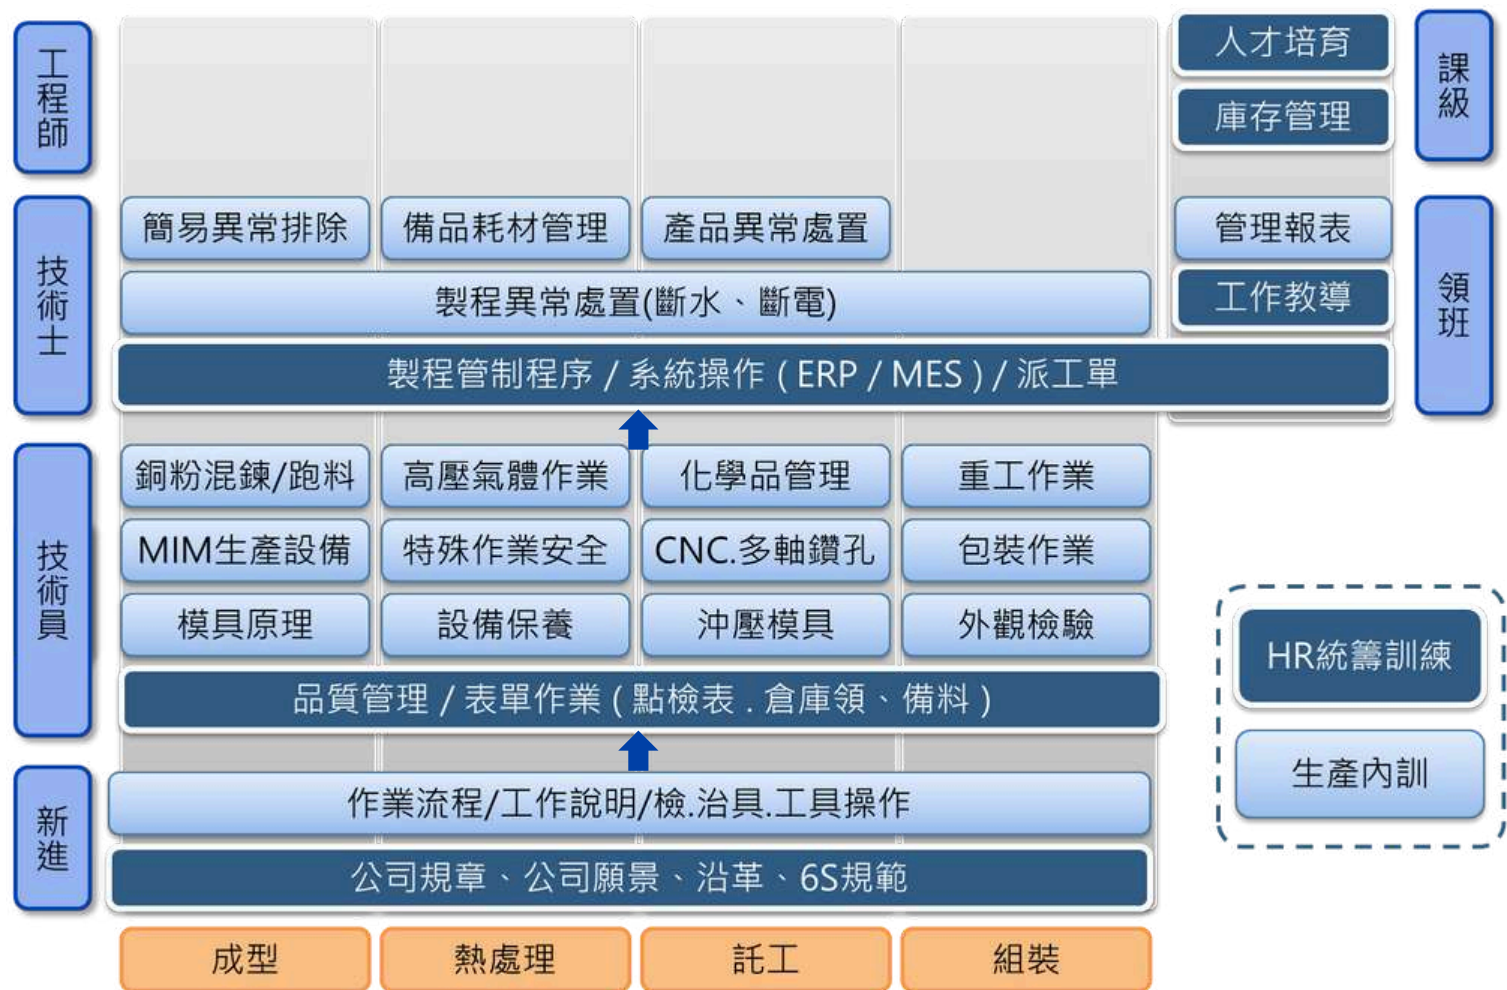 工程師
人才培育
課級
庫存管理
技術士
簡易異常排除
備品耗材管理
產品異常處置
管理報表
領班
製程異常處置(斷水、斷電)
工作教導
製程管制程序 / 系統操作 ( ERP / MES ) / 派工單
技術員
銅粉混鍊/跑料
高壓氣體作業
化學品管理
重工作業
MIM生產設備
特殊作業安全
CNC.多軸鑽孔
包裝作業
模具原理
設備保養
沖壓模具
外觀檢驗
品質管理 / 表單作業 ( 點檢表 . 倉庫領、備料 )
新進
作業流程/工作說明/檢.治具.工具操作
公司規章、公司願景、沿革、6S規範
成型
熱處理
託工
組裝
HR統籌訓練
生產內訓